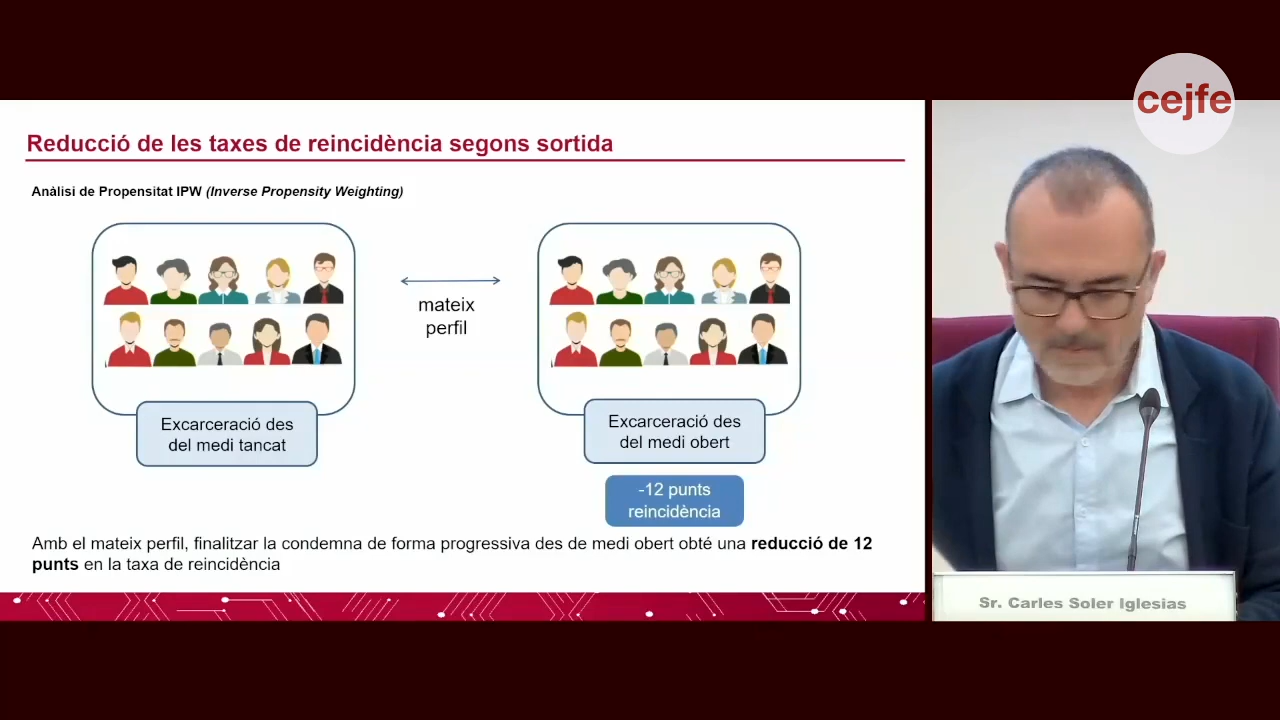 cejfe
Reducció de les taxes de reincidència segons sortida
Anàlisi de Propensitat IPW (Inverse Propensity Weighting)
mateix
perfil
Excarceració des
del medi tancat
Excarceració des
del medi obert
-12 punts
reincidència
Amb el mateix perfil, finalitzar la condemna de forma progressiva des de medi obert obté una reducció de 12
punts en la taxa de reincidència
Sr. Carles Soler Iglesias